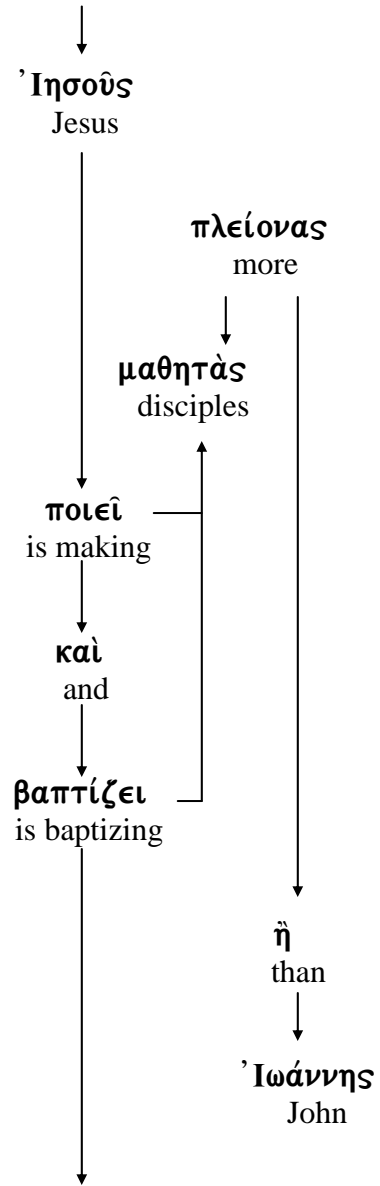 Ἰησοῦς
Jesus
πλείονας
more
μαθητὰς
disciples
ποιεῖ
is making
καὶ
and
βαπτίζει
is baptizing
ἢ
than
Ἰωάννης
John